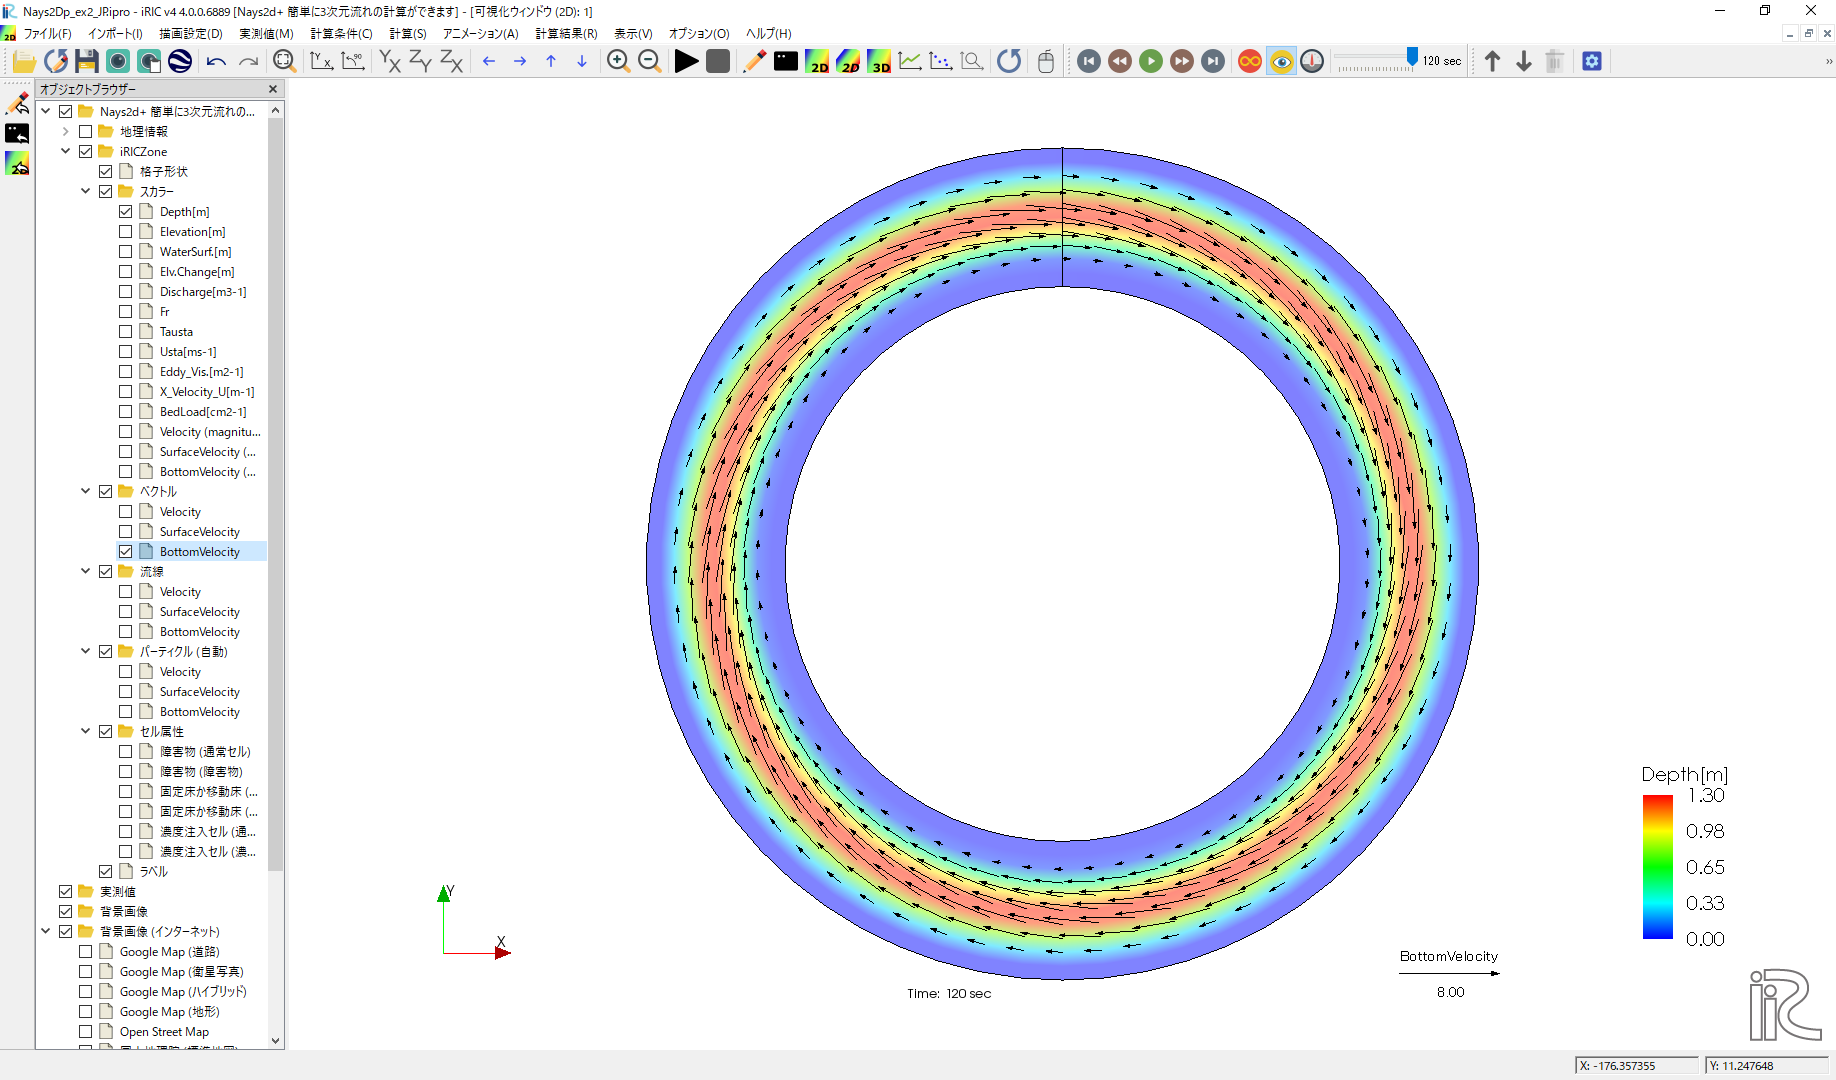 Nays2Dp_ex2_JP.ipro - iRIC v4 4.0.0.6889 [Nays2d+ 簡単に3次元流れの計算ができます] - [可視化ウィンドウ (2D): 1]
ファイル(F) インポート(I) 描画設定(D) 実測値(M) 計算条件(C) 計算(S) アニメーション(A) 計算結果(R) 表示(V) オプション(O) ヘルプ(H)
120 sec
オブジェクトブラウザー
Nays2d+ 簡単に3次元流れの...
地理情報
iRICZone
格子形状
スカラー
Depth[m]
Elevation[m]
WaterSurf.[m]
Elv.Change[m]
Discharge[m3-1]
Fr
Tausta
Usta[ms-1]
Eddy_Vis.[m2-1]
X_Velocity_U[m-1]
BedLoad[cm2-1]
Velocity (magnitu...
SurfaceVelocity (...
BottomVelocity (...
ベクトル
Velocity
SurfaceVelocity
BottomVelocity
流線
Velocity
SurfaceVelocity
BottomVelocity
パーティクル (自動)
Velocity
SurfaceVelocity
BottomVelocity
セル属性
障害物 (通常セル)
障害物 (障害物)
固定床か移動床 (...
固定床か移動床 (...
濃度注入セル (通...
濃度注入セル (濃...
ラベル
実測値
背景画像
背景画像 (インターネット)
Google Map (道路)
Google Map (衛星写真)
Google Map (ハイブリッド)
Google Map (地形)
Open Street Map
Y
X
Time: 120 sec
Depth[m]
1.30
0.98
0.65
0.33
0.00
BottomVelocity
8.00
iRIC
X: -176.357355
Y: 11.247648